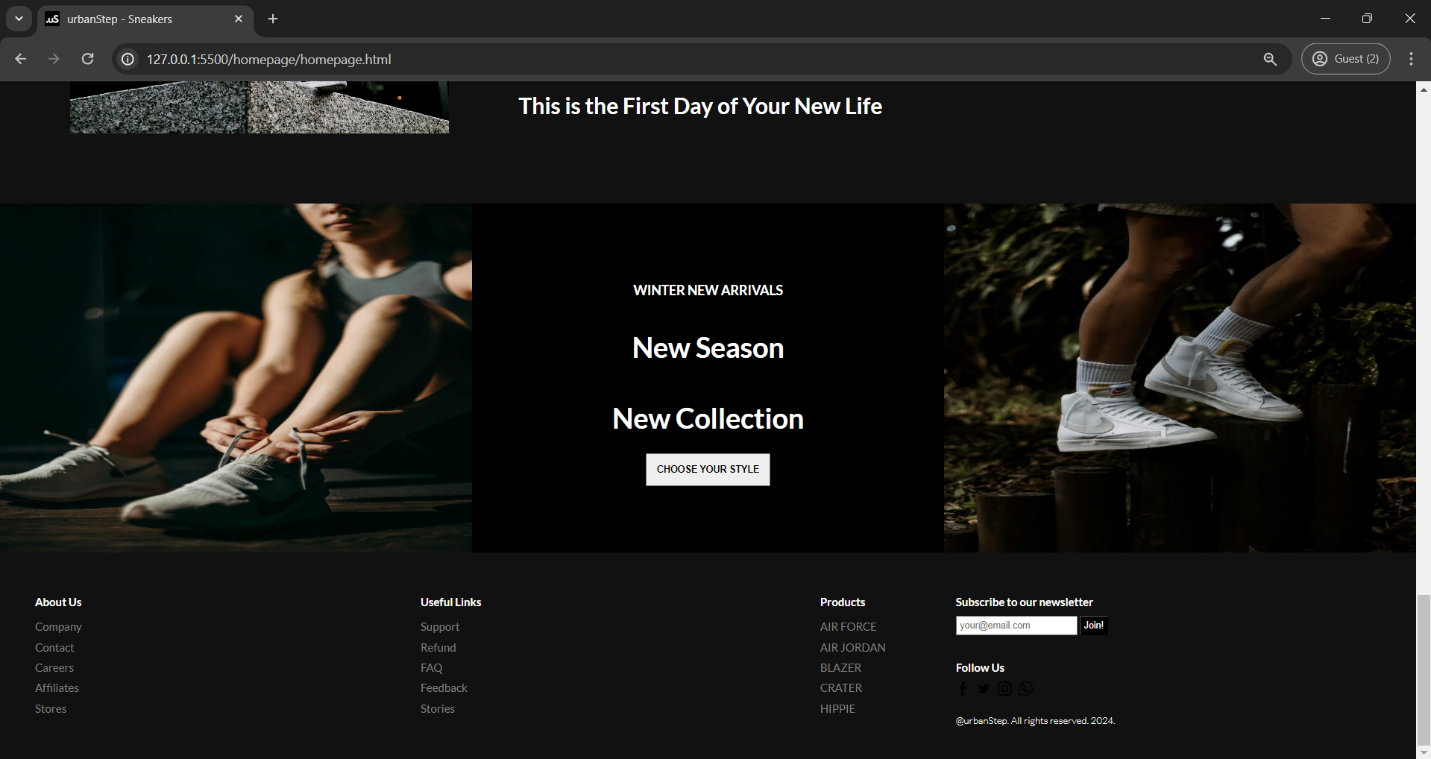 .uS urbanStep - Sneakers
127.0.0.1:5500/homepage/homepage.html
Guest (2)
This is the First Day of Your New Life
WINTER NEW ARRIVALS
New Season
New Collection
CHOOSE YOUR STYLE
About Us
Company
Contact
Careers
Affiliates
Stores
Useful Links
Support
Refund
FAQ
Feedback
Stories
Products
AIR FORCE
AIR JORDAN
BLAZER
CRATER
HIPPIE
Subscribe to our newsletter
your@email.com Join!
Follow Us
@urbanStep. All rights reserved. 2024.